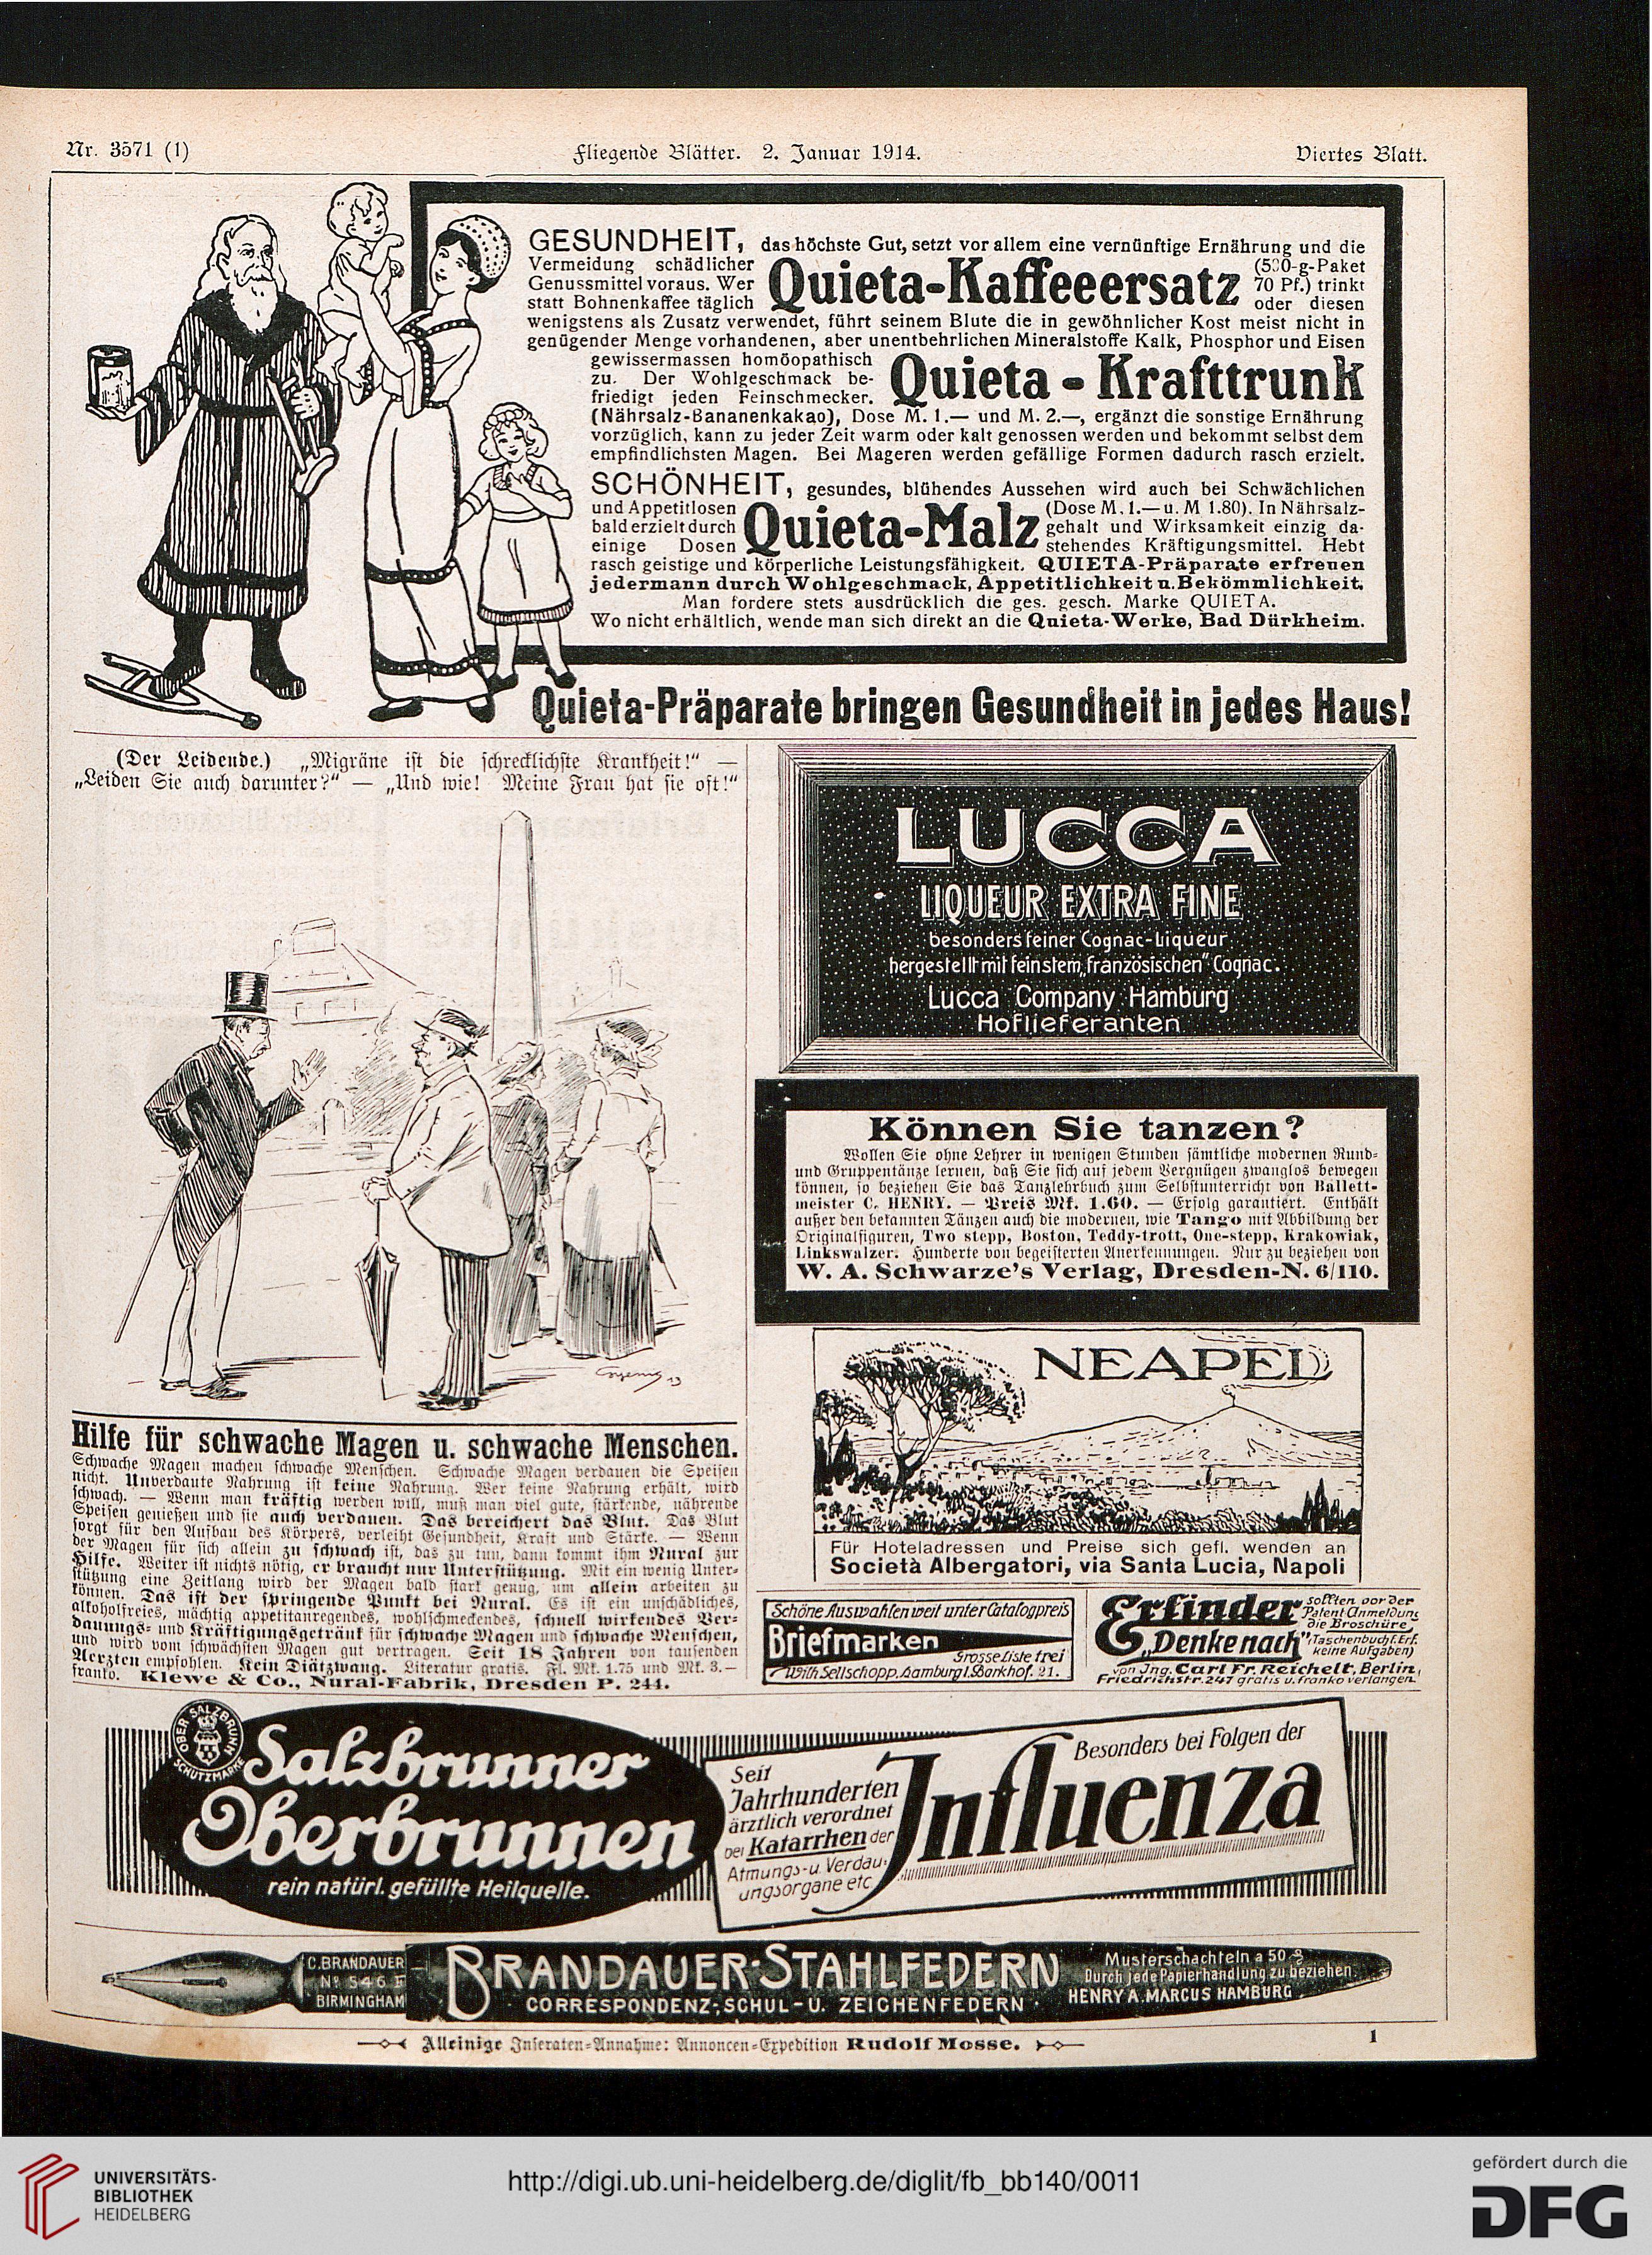 Nr. 3571 (1)
Fliegende Blätter. 2. Januar 1914.
Viertes Blatt.
GESUNDHEIT, das höchste Gut, setzt vor allem eine vernünftige Ernährung und die
Vermeidung schädlicher
Genussmittel voraus. Wer
statt Bohnenkaffee täglich
Quieta-Kaffeeersatz
(500-g-Paket
70 Pf.) trinkt
oder diesen
wenigstens als Zusatz verwendet, führt seinem Blute die in gewöhnlicher Kost meist nicht in
genügender Menge vorhandenen, aber unentbehrlichen Mineralstoffe Kalk, Phosphor und Eisen
gewissermassen homöopathisch
zu. Der Wohlgeschmack be-
friedigt jeden Feinschmecker.
Quieta-Krafttrunk
(Nährsalz-Bananenkakao), Dose M. 1.— und M. 2.—, ergänzt die sonstige Ernährung
vorzüglich, kann zu jeder Zeit warm oder kalt genossen werden und bekommt selbst dem
empfindlichsten Magen. Bei Mageren werden gefällige Formen dadurch rasch erzielt.
SCHÖNHEIT, gesundes, blühendes Aussehen wird auch bei Schwächlichen
und Appetitlosen
bald erzielt durch
einige Dosen
Quieta-Malz
(Dose M. 1.— u. M 1.80). In Nährsalz-
gehalt und Wirksamkeit einzig da-
stehendes Kräftigungsmittel. Hebt
rasch geistige und körperliche Leistungsfähigkeit. QUIETA-Präparate erfreuen
jedermann durch Wohlgeschmack, Appetitlichkeit u. Bekömmlichkeit.
Man fordere stets ausdrücklich die ges. gesch. Marke QUIETA.
Wo nicht erhältlich, wende man sich direkt an die Quieta-Werke, Bad Dürkheim.
Quieta-Präparate bringen Gesundheit in jedes Haus!
(Der Leidende.) „Migräne ist die schrecklichste Krankheit!“ —
„Leiden Sie auch darunter?“ — „Und wie! Meine Frau hat sie oft!“
13
Hilfe für schwache Magen u. schwache Menschen.
Schwache Magen machen schwache Menschen. Schwache Magen verdauen die Speisen
nicht. Unverdaute Nahrung ist keine Nahrung. Wer keine Nahrung erhält, wird
schwach. — Wenn man kräftig werden will, muß man viel gute, stärkende, nährende
Speisen genießen und sie auch verdauen. Das bereichert das Blut. Das Blut
sorgt für den Aufbau des Körpers, verleiht Gesundheit, Kraft und Stärke. — Wenn
der Magen für sich allein zu schwach ist, das zu tun, dann kommt ihm Nural zur
Hilfe. Weiter ist nichts nötig, er braucht nur Unterstützung. Mit ein wenig Unter-
stützung eine Zeitlang wird der Magen bald stark genug, um allein arbeiten zu
können. Das ist der springende Punkt bei Nural. Es ist ein unschädliches,
alkoholfreies, mächtig appetitanregendes, wohlschmeckendes, schnell wirkendes Ver-
dauungs- und Kräftigungsgetränk für schwache Magen und schwache Menschen,
und wird vom schwächsten Magen gut vertragen. Seit 18 Jahren von tausenden
Aerzten empfohlen. Kein Diätzwang. Literatur gratis. Fl. Mk. 1.75 und Mk. 3.—
franko. Klewe & Co., Nural-Fabrik, Dresden P. 244.
LUCCA
LIQUEUR EXTRA FINE
besonders feiner Cognac-Liqueur
hergestellt mit feinstem „französischen“ Cognac.
Lucca Company Hamburg
Hoflieferanten
Können Sie tanzen?
Wollen Sie ohne Lehrer in wenigen Stunden sämtliche modernen Rund-
und Gruppentänze lernen, daß Sie sich auf jedem Vergnügen zwanglos bewegen
können, so beziehen Sie das Tanzlehrbuch zum Selbstunterricht von Ballett-
meister C. HENRY. — Preis Mk. 1.60. — Erfolg garantiert. Enthält
außer den bekannten Tänzen auch die modernen, wie Tango mit Abbildung der
Originalfiguren, Two stepp, Boston, Teddy-trott, One-stepp, Krakowiak,
Linkswalzer. Hunderte von begeisterten Anerkennungen. Nur zu beziehen von
W. A. Schwarze's Verlag, Dresden-N. 6/110.
NEAPEL
Für Hoteladressen und Preise sich gefl. wenden an
Società Albergatori, via Santa Lucia, Napoli
Schöne Auswahlen weit unter Catalogpreis
Briefmarken
Grosse Liste frei
Wilh. Sellschopp, Hamburg 1. Barkhof. 21.
Erfinder
sollten vor der
Patent Anmeldung
die Broschüre
„Denke nach“
(Taschenbuch f. Erf.
keine Aufgaben)
von Ing. Carl Fr. Reichelt, Berlin,
Friedrichstr. 247 gratis u. franko verlangen.
OBER SALZBRUNN
SCHUTZMARKE
Salzbrunner
Oberbrunnen
rein natürl. gefüllte Heilquelle.
Seit
Jahrhunderten
ärztlich verordnet
bei Katarrhen der
Atmungs-u. Verdau-
ungsorgane etc.
Besonders bei Folgen der
Influenza
C. BRANDAUER
Nº 546 F
BIRMINGHAM
BRANDAUER-STAHLFEDERN
CORRESPONDENZ-, SCHUL- U. ZEICHENFEDERN
Musterschachteln a 50 ₰
Durch jede Papierhandlung zu beziehen.
HENRY A. MARCUS HAMBURG
Alleinige Inseraten-Annahme: Annoncen-Expedition Rudolf Mosse.
1
UNIVERSITÄTS-
BIBLIOTHEK
HEIDELBERG
http://digi.ub.uni-heidelberg.de/diglit/fb_bb140/0011
gefördert durch die
DFG